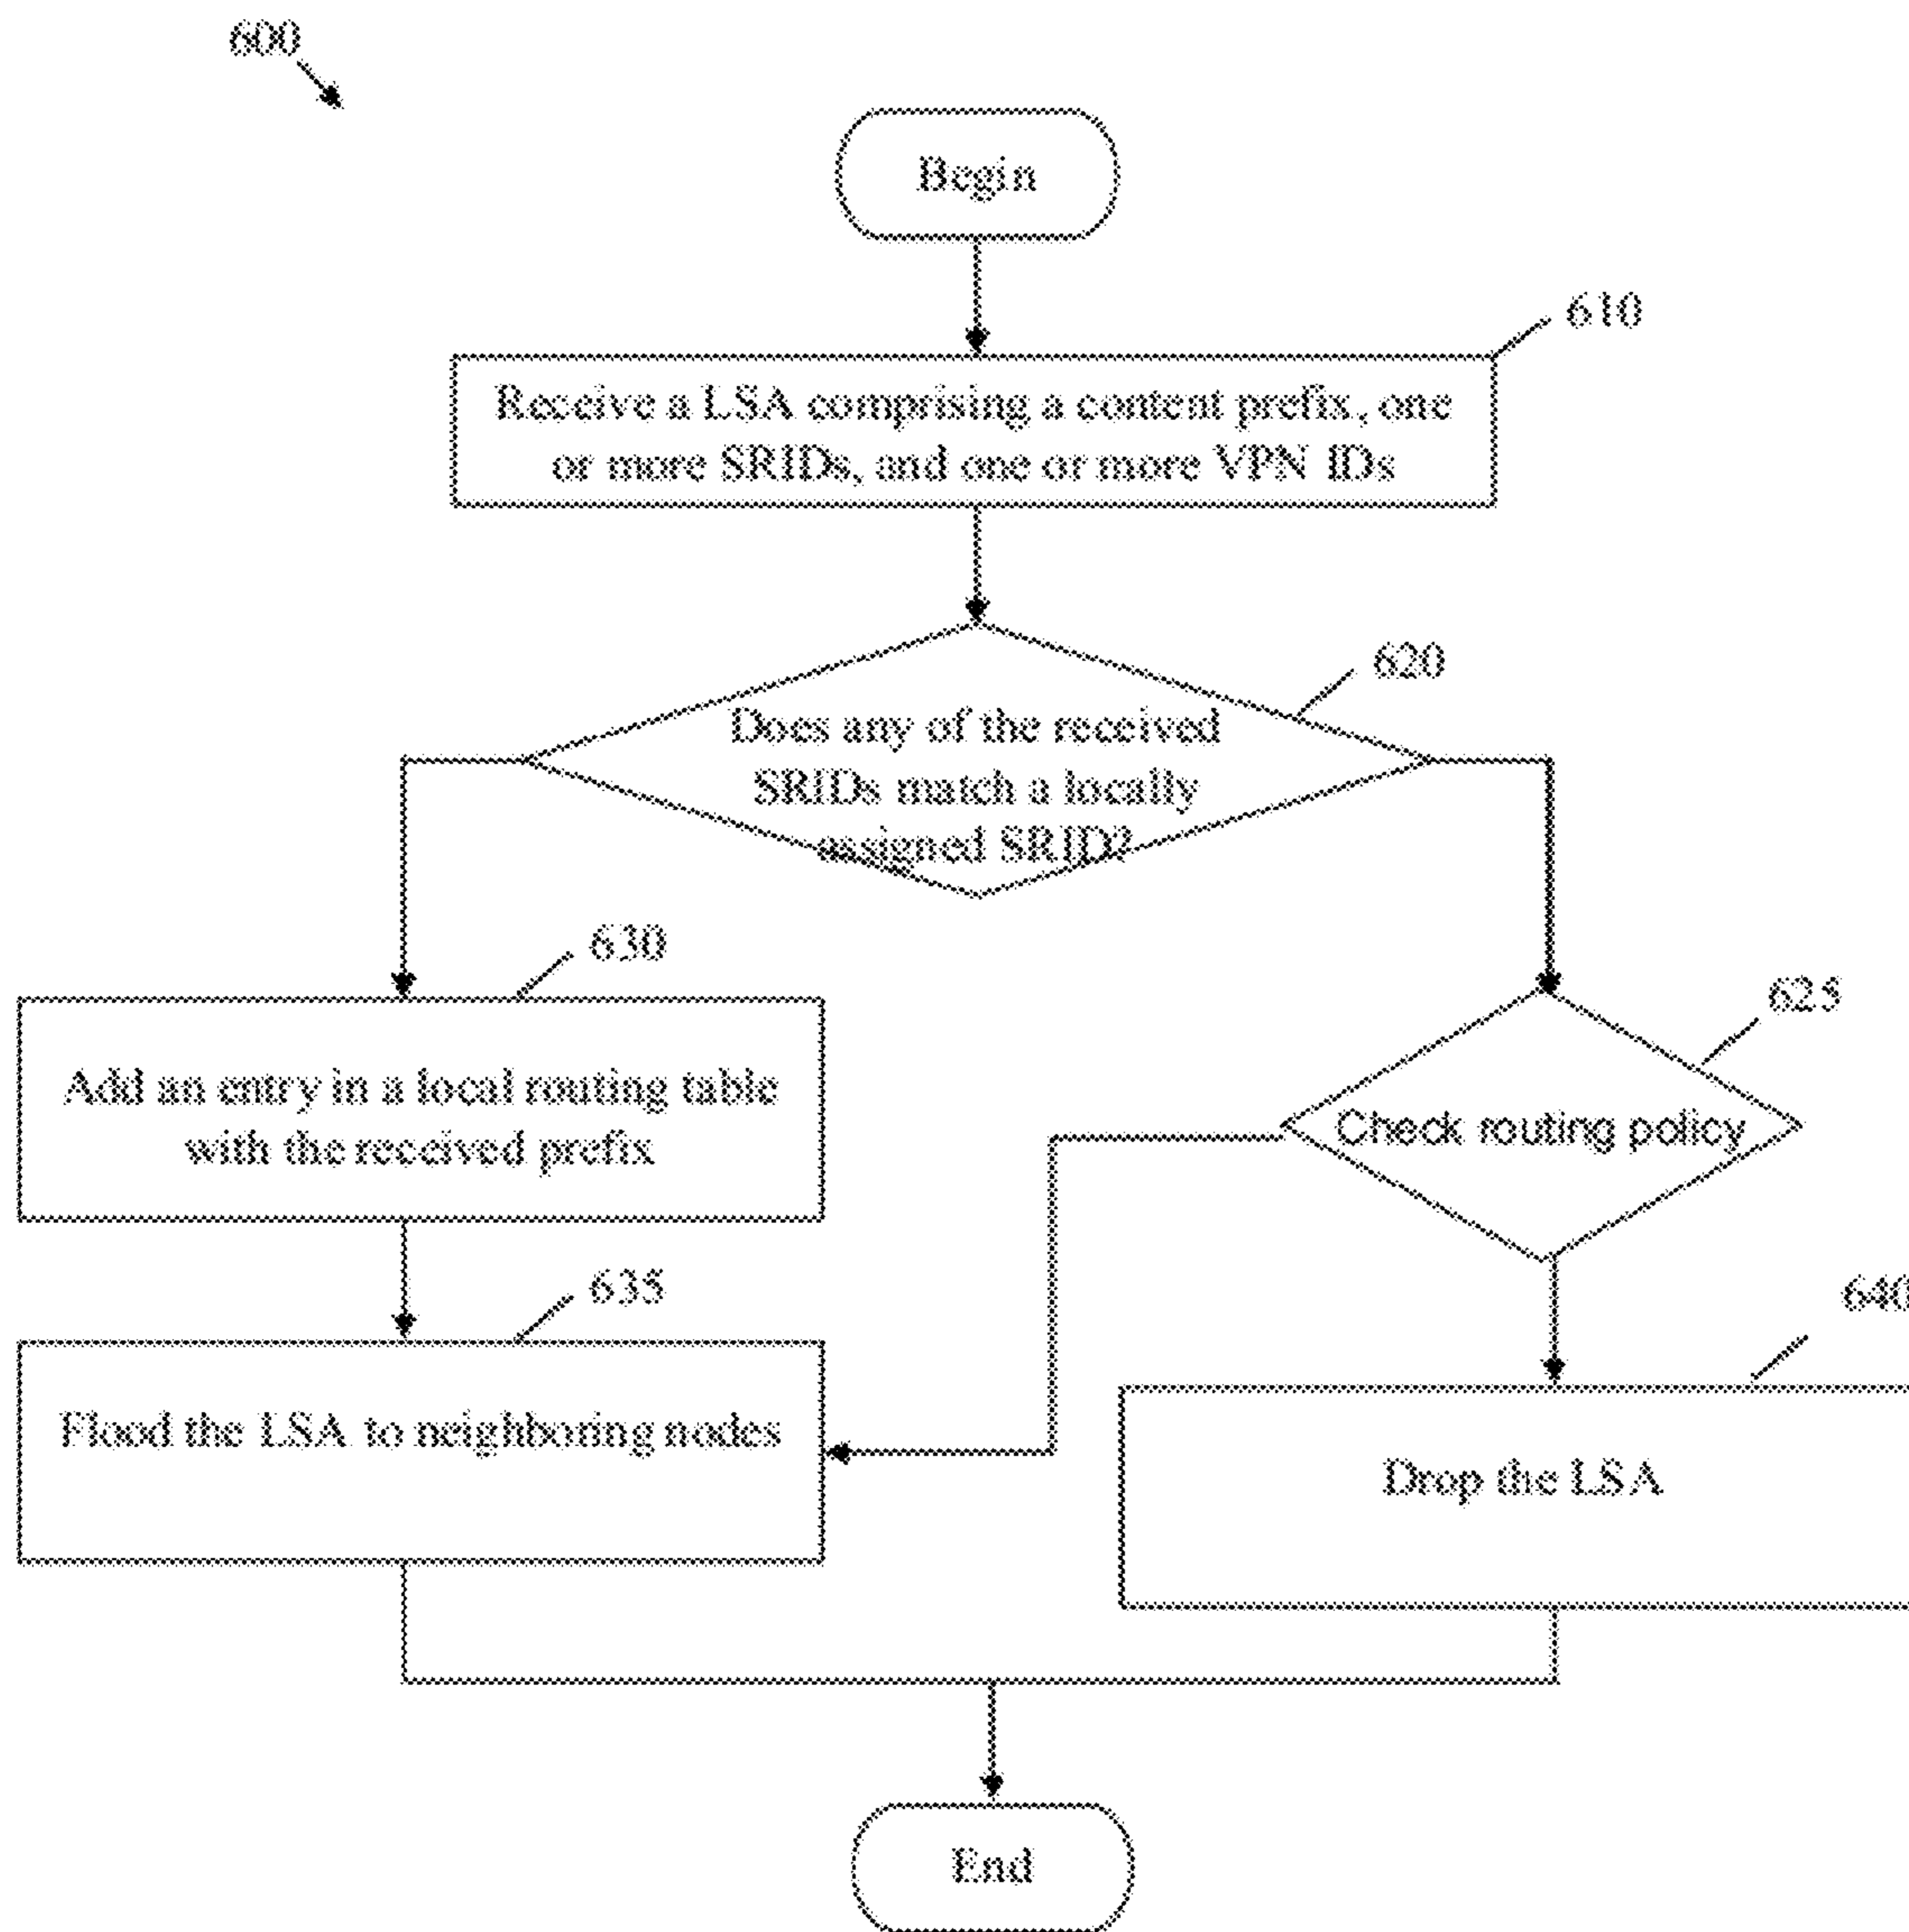 600
Begin
610
Receive a LSA comprising a content prefix, one
or more SRIDs, and one or more VPN IDs
620
Does any of the received
SRIDs match a locally
assigned SRID?
630
625
Add an entry in a local routing table
with the received prefix
Check routing policy
635
640
Flood the LSA to neighboring nodes
Drop the LSA
End